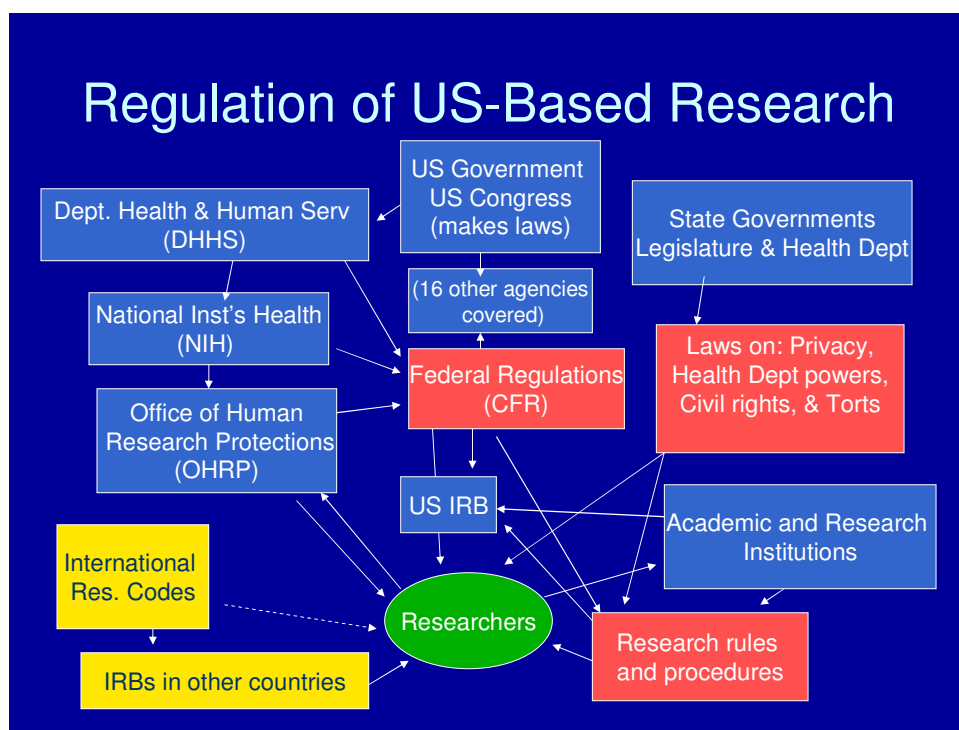 Regulation of US-Based Research
US Government
US Congress
(makes laws)
Dept. Health & Human Serv
(DHHS)
State Governments
Legislature & Health Dept
(16 other agencies
covered)
National Inst's Health
(NIH)
Laws on: Privacy,
Health Dept powers,
Civil rights, & Torts
Federal Regulations
(CFR)
Office of Human
Research Protections
(OHRP)
US IRB
Academic and Research
Institutions
International
Res. Codes
Researchers
Research rules
and procedures
IRBs in other countries